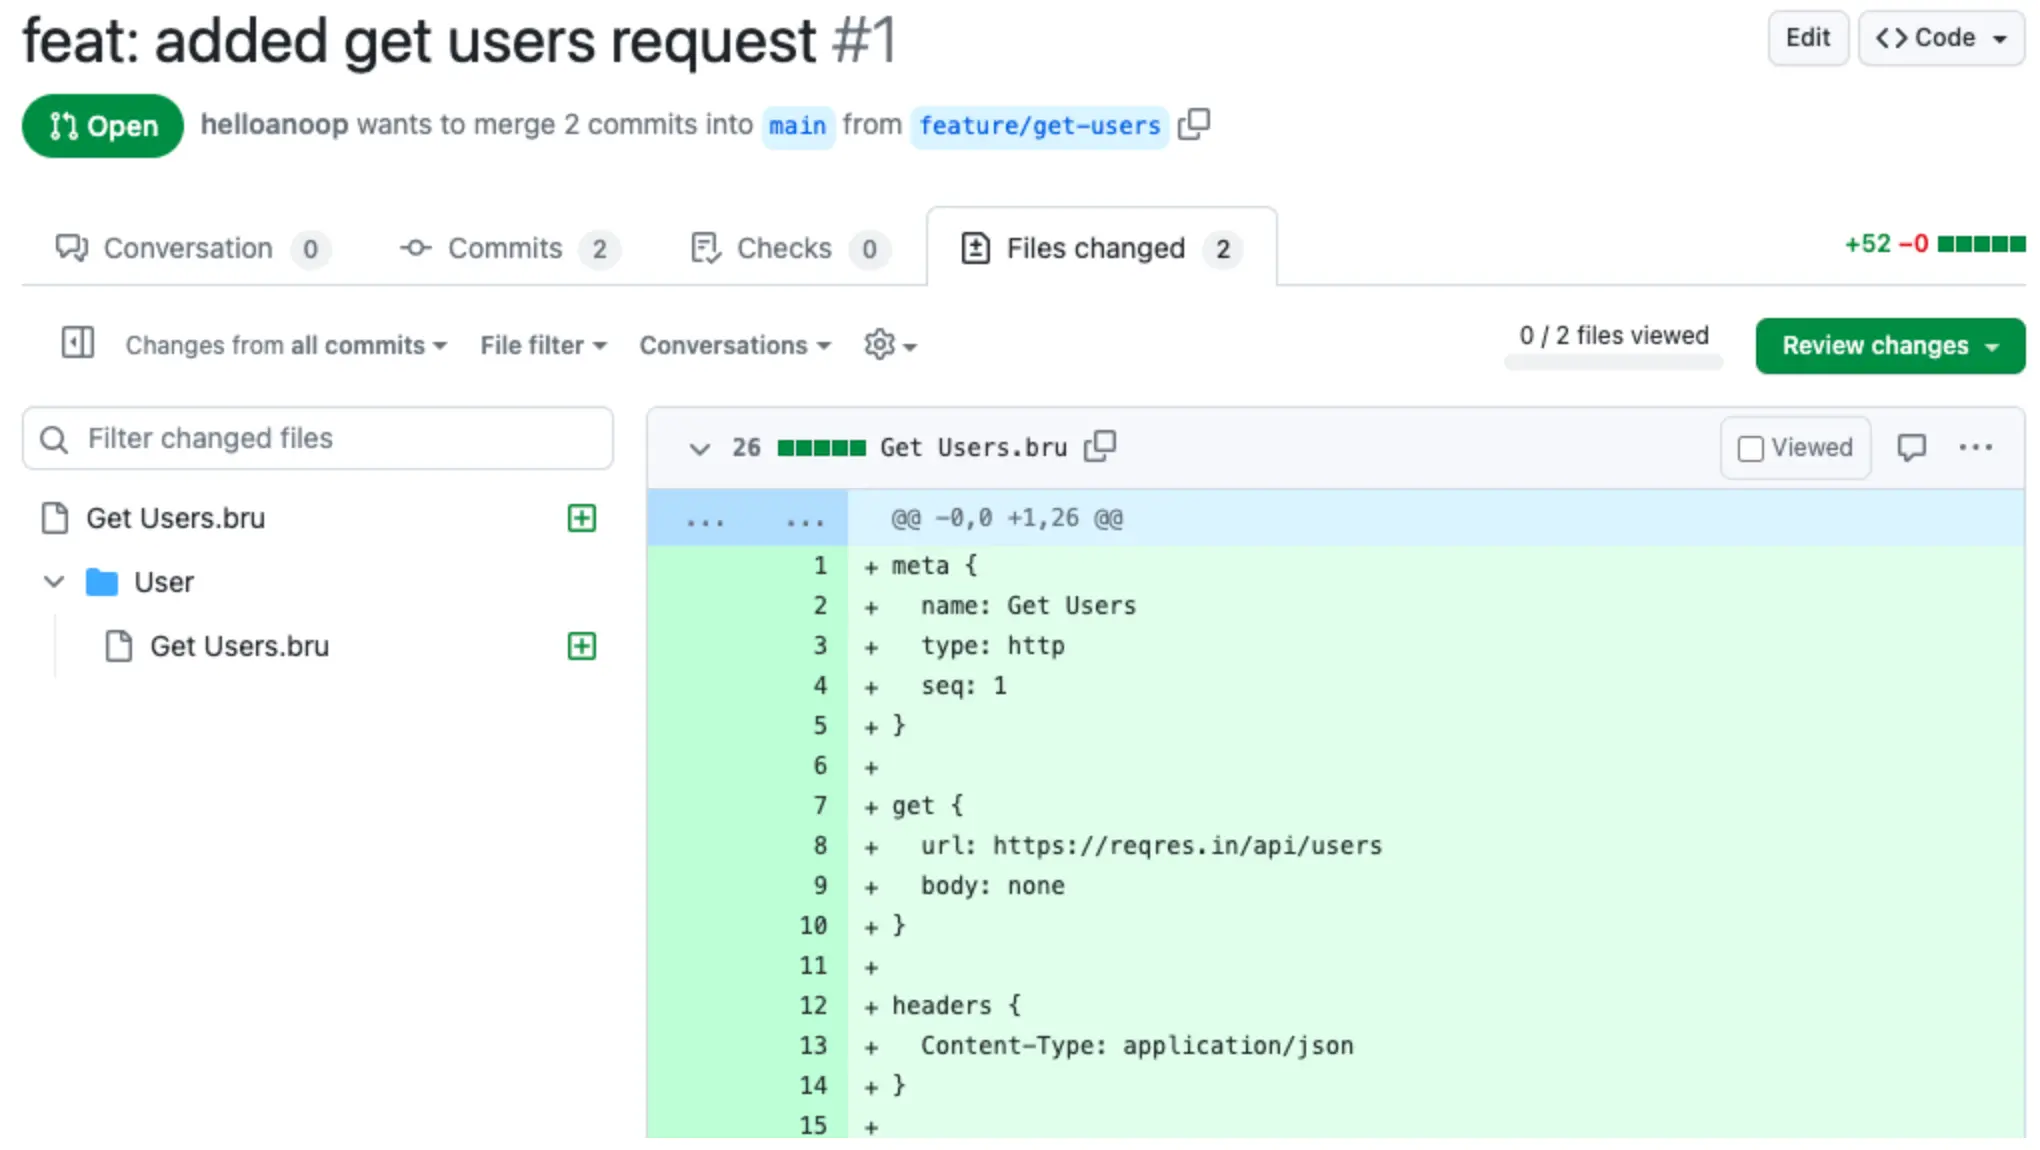 feat: added get users request #1
Edit
<> Code
Open
helloanoop wants to merge 2 commits into main from feature/get-users
Conversation 0
Commits 2
Checks 0
Files changed 2
+52 −0
Changes from all commits
File filter
Conversations
0 / 2 files viewed
Review changes
Filter changed files
Get Users.bru
User
Get Users.bru
26 Get Users.bru
Viewed
... ... @@ −0,0 +1,26 @@
1 + meta {
2 +   name: Get Users
3 +   type: http
4 +   seq: 1
5 + }
6 +
7 + get {
8 +   url: https://reqres.in/api/users
9 +   body: none
10 + }
11 +
12 + headers {
13 +   Content-Type: application/json
14 + }
15 +